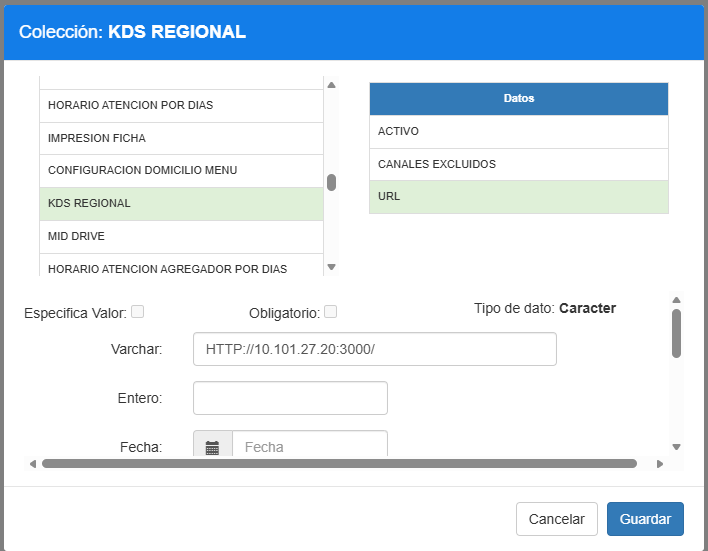 Colección: KDS REGIONAL
HORARIO ATENCION POR DIAS
IMPRESION FICHA
CONFIGURACION DOMICILIO MENU
KDS REGIONAL
MID DRIVE
HORARIO ATENCION AGREGADOR POR DIAS
Datos
ACTIVO
CANALES EXCLUIDOS
URL
Especifica Valor:
Obligatorio:
Tipo de dato: Caracter
Varchar: HTTP://10.101.27.20:3000/
Entero:
Fecha: Fecha
Cancelar Guardar